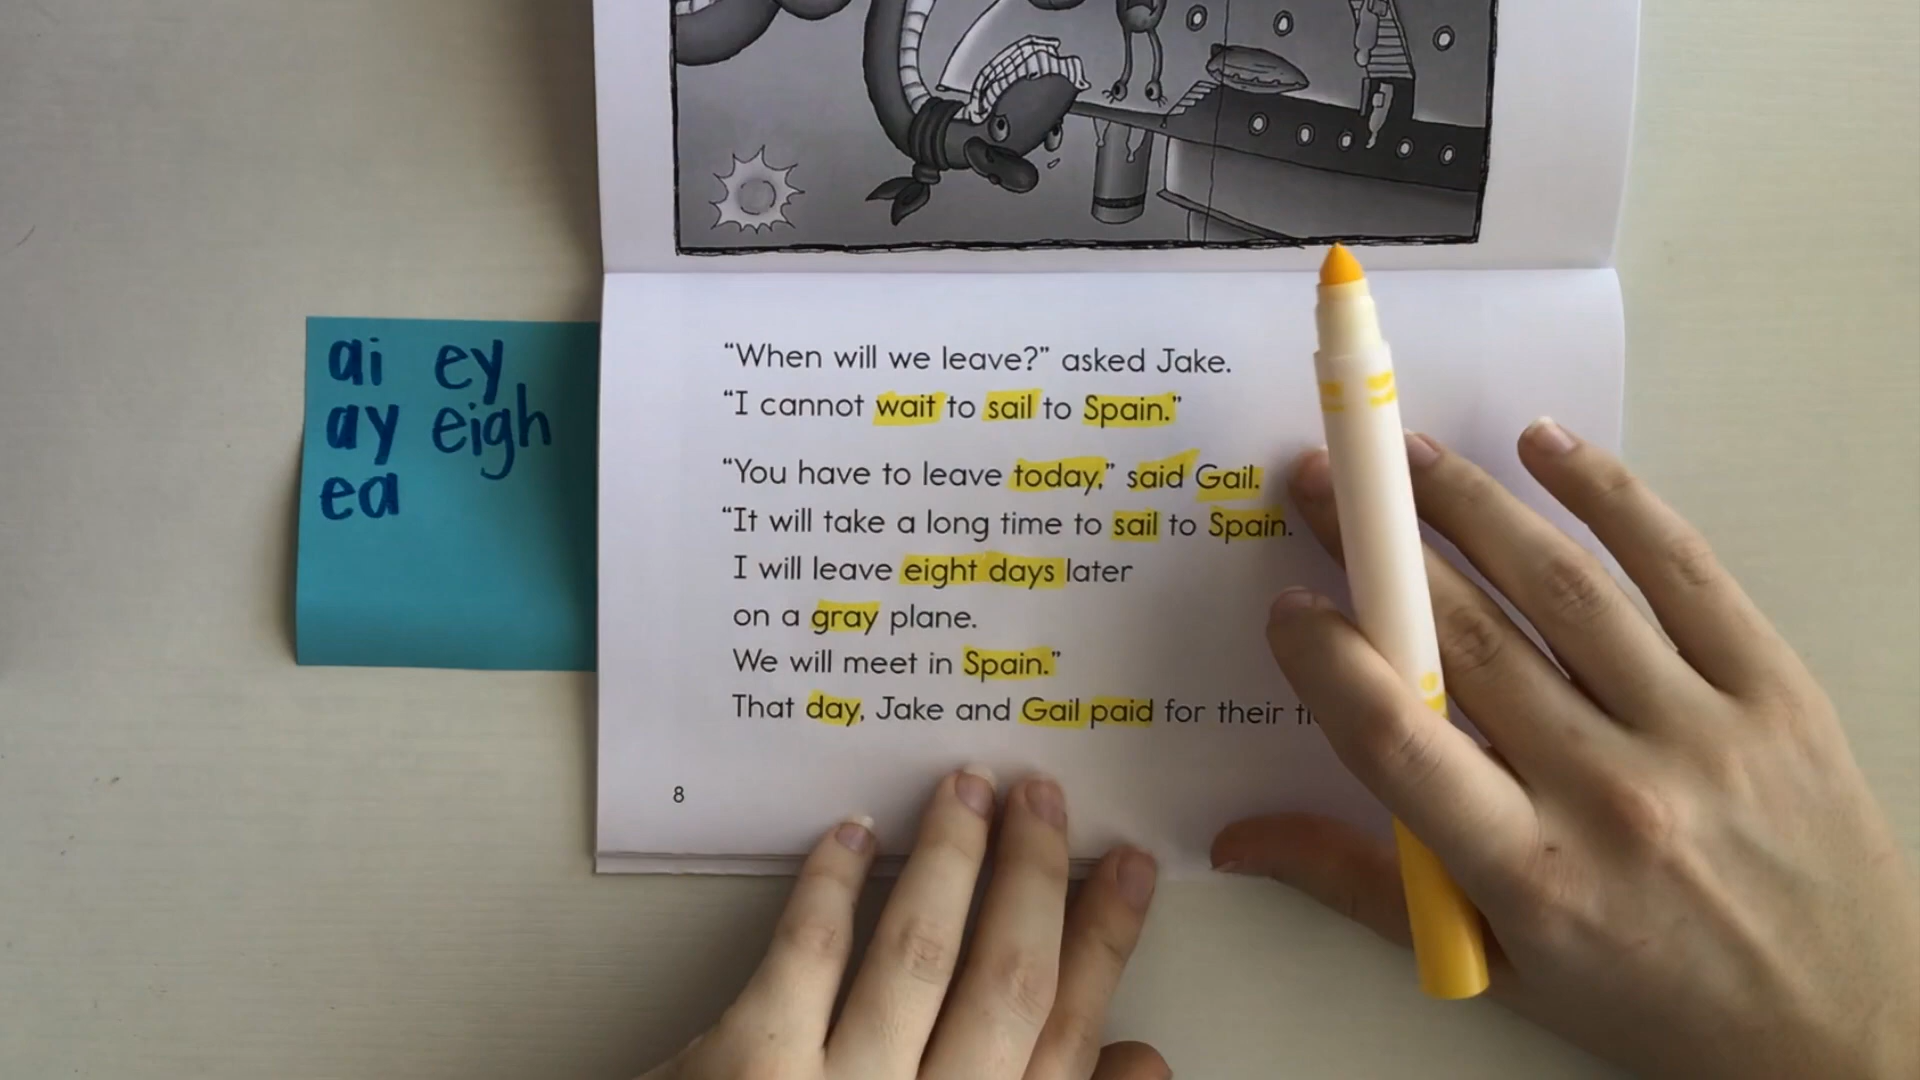 ai ey
ay eigh
ea
“When will we leave?” asked Jake.
“I cannot wait to sail to Spain.”
“You have to leave today,” said Gail.
“It will take a long time to sail to Spain.
I will leave eight days later
on a gray plane.
We will meet in Spain.”
That day, Jake and Gail paid for their
8